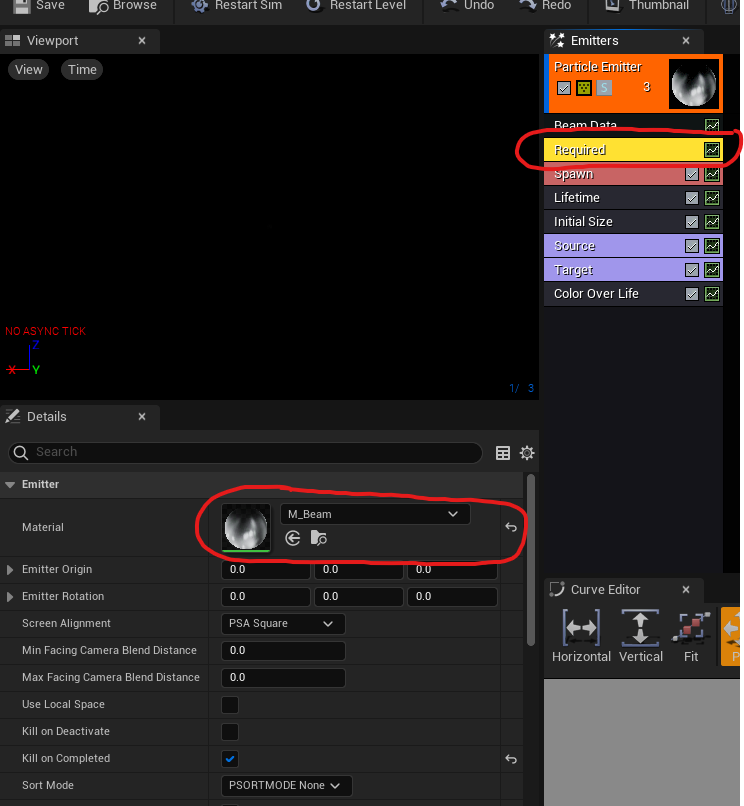 Save Browse Restart Sim Restart Level Undo Redo Thumbnail
Viewport
View Time
NO ASYNC TICK
Z
X Y
1/ 3
Emitters
Particle Emitter
S 3
Beam Data
Required
Spawn
Lifetime
Initial Size
Source
Target
Color Over Life
Details
Search
Emitter
Material M_Beam
Emitter Origin 0.0 0.0 0.0
Emitter Rotation 0.0 0.0 0.0
Screen Alignment PSA Square
Min Facing Camera Blend Distance 0.0
Max Facing Camera Blend Distance 0.0
Use Local Space
Kill on Deactivate
Kill on Completed
Sort Mode PSORTMODE None
Curve Editor
Horizontal Vertical Fit